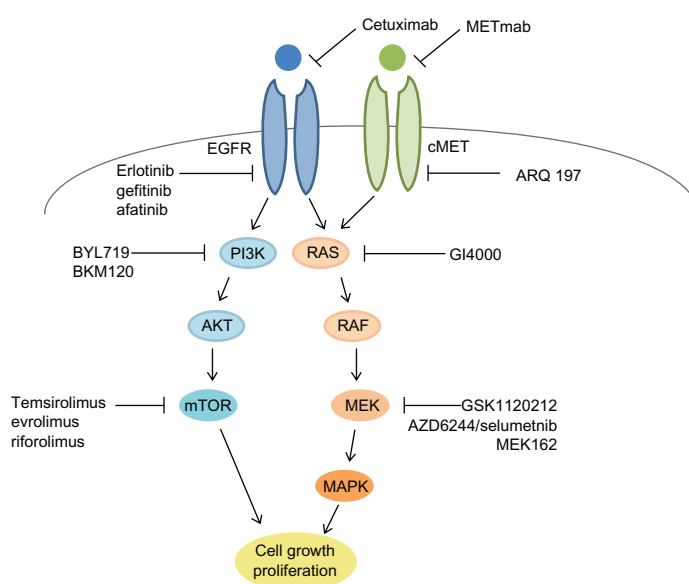 Cetuximab
METmab
EGFR
cMET
Erlotinib
gefitinib
afatinib
ARQ 197
BYL719
BKM120
PI3K
RAS
GI4000
AKT
RAF
Temsirolimus
evrolimus
riforolimus
mTOR
MEK
GSK1120212
AZD6244/selumetnib
MEK162
MAPK
Cell growth
proliferation